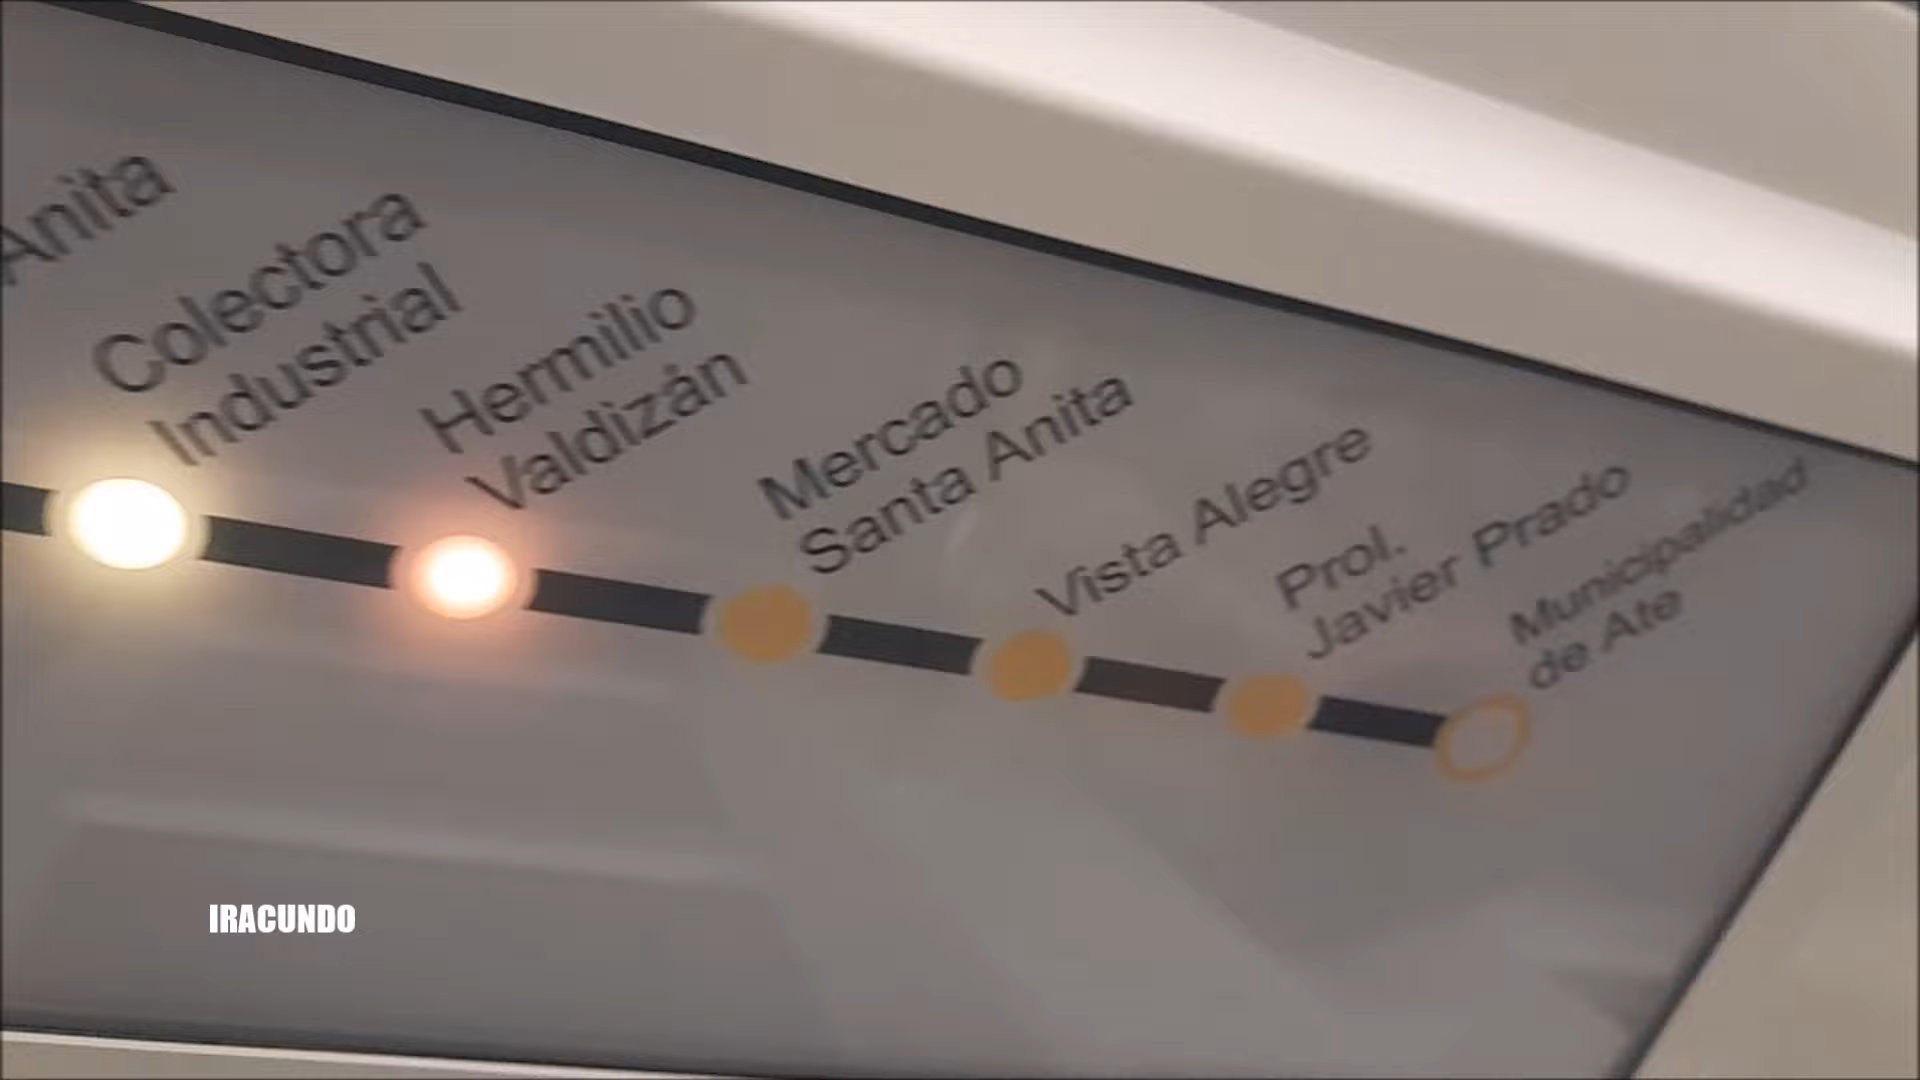 Anita
Colectora
Industrial
Hermilio
Valdizán
Mercado
Santa Anita
Vista Alegre
Prol.
Javier Prado
Municipalidad
de Ate
IRACUNDO